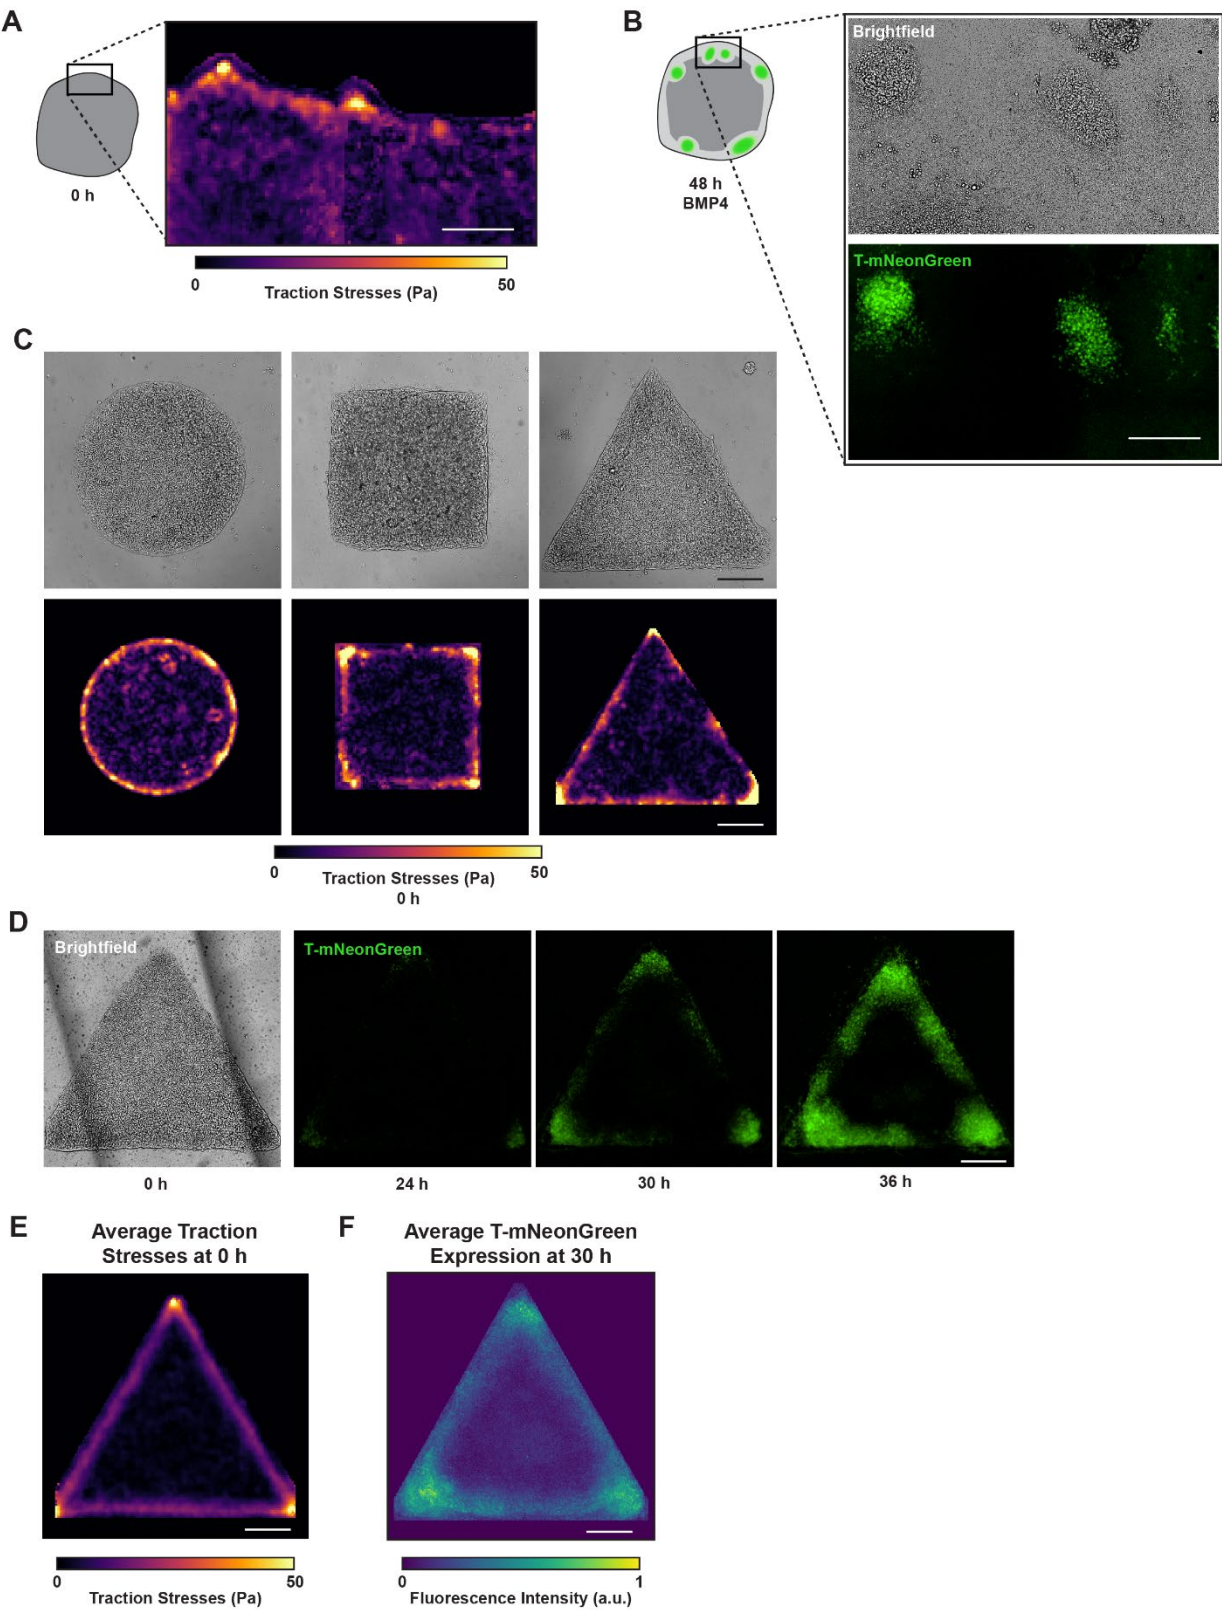 A
0 h
0
50
Traction Stresses (Pa)
B
48 h
BMP4
Brightfield
T-mNeonGreen
C
0
50
Traction Stresses (Pa)
0 h
D
Brightfield
T-mNeonGreen
0 h
24 h
30 h
36 h
E
Average Traction
Stresses at 0 h
0
50
Traction Stresses (Pa)
F
Average T-mNeonGreen
Expression at 30 h
0
1
Fluorescence Intensity (a.u.)